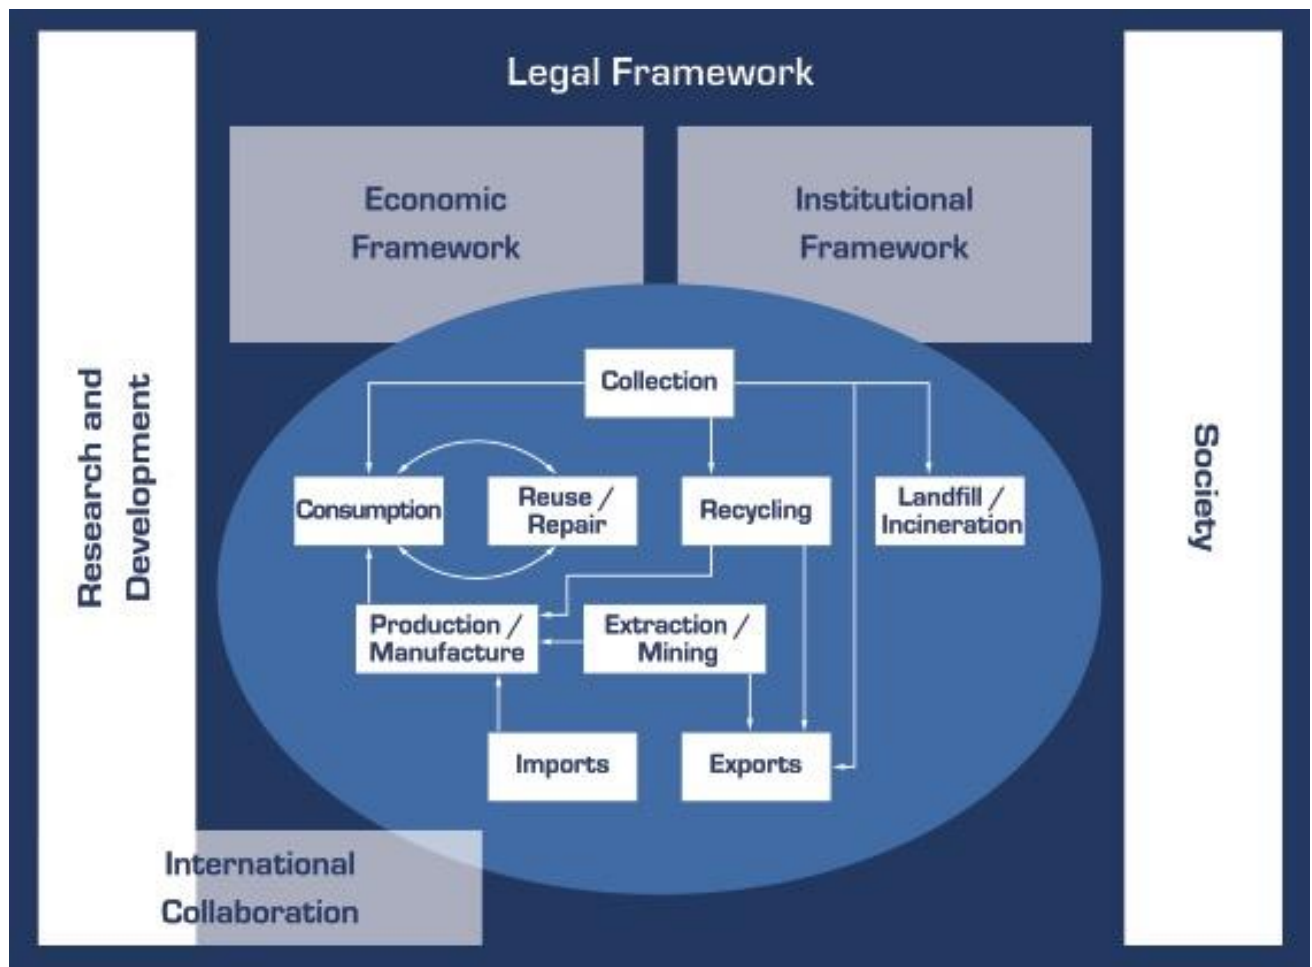 Legal Framework
Economic
Framework
Institutional
Framework
Research and
Development
Society
Collection
Consumption
Reuse /
Repair
Recycling
Landfill /
Incineration
Production /
Manufacture
Extraction /
Mining
Imports
Exports
International
Collaboration